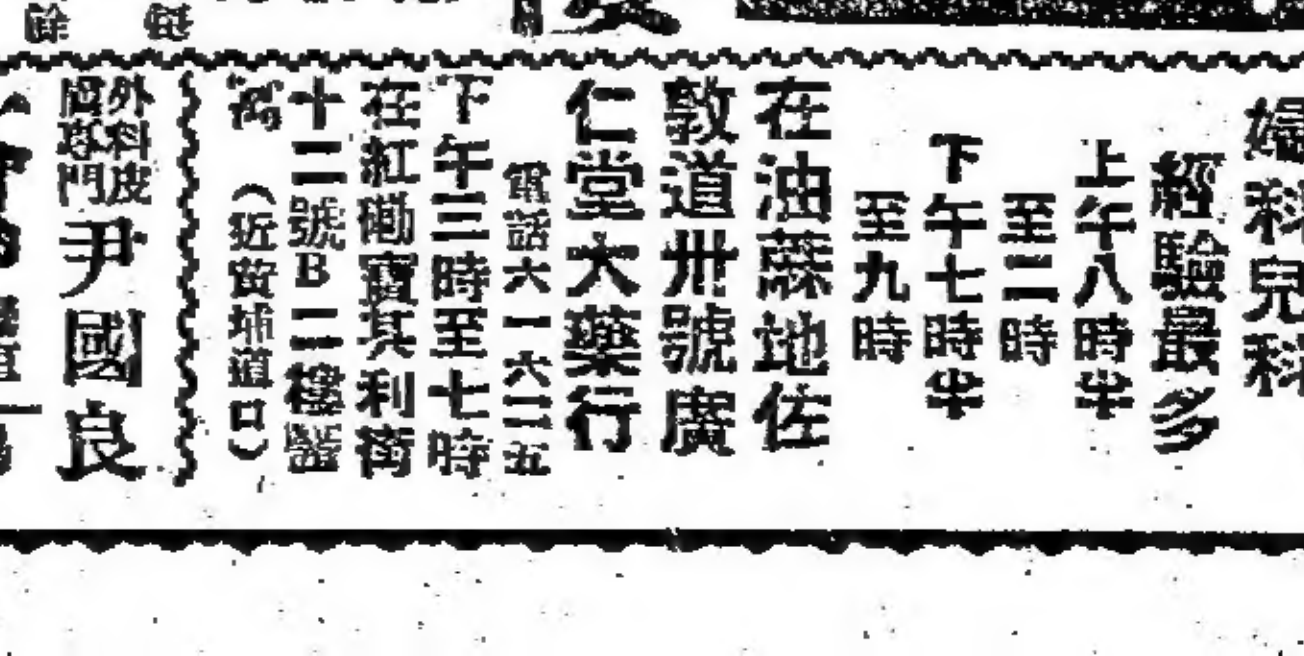 婦科兒科
經驗最多
上午八時半
至二時
下午七時半
至九時
在油蔴地佐
敦道卅號廣
仁堂大藥行
電話六一六三五
下午三時至七時
在紅磡寶其利街
十二號B二樓醫
寓 (近黄埔道口)
外科皮
膚專門
尹國良